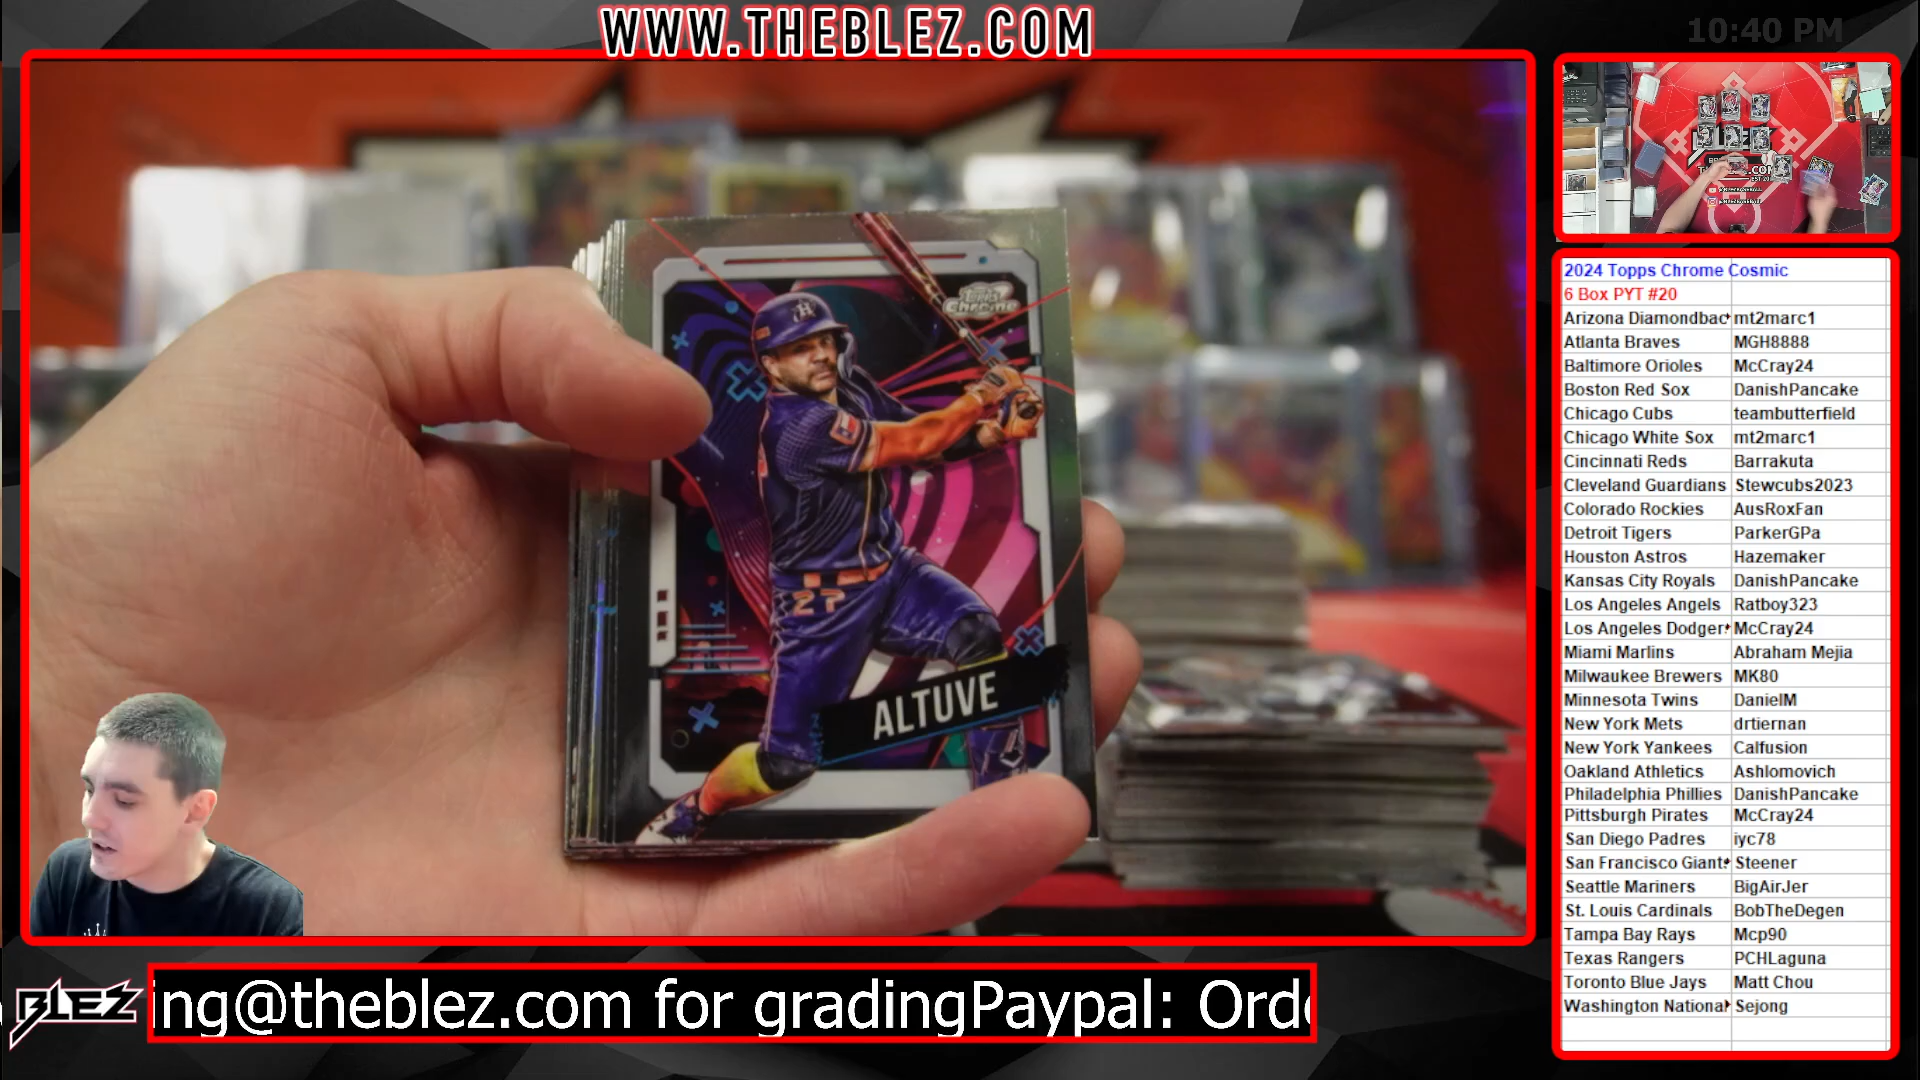 WWW.THEBLEZ.COM
10:40 PM
Topps
Chrome
H
27
ALTUVE
BLEZ
2024 Topps Chrome Cosmic
6 Box PYT #20
Arizona Diamondbac mt2marc1
Atlanta Braves MGH8888
Baltimore Orioles McCray24
Boston Red Sox DanishPancake
Chicago Cubs teambutterfield
Chicago White Sox mt2marc1
Cincinnati Reds Barrakuta
Cleveland Guardians Stewcubs2023
Colorado Rockies AusRoxFan
Detroit Tigers ParkerGPa
Houston Astros Hazemaker
Kansas City Royals DanishPancake
Los Angeles Angels Ratboy323
Los Angeles Dodger McCray24
Miami Marlins Abraham Mejia
Milwaukee Brewers MK80
Minnesota Twins DanielM
New York Mets drtiernan
New York Yankees Calfusion
Oakland Athletics Ashlomovich
Philadelphia Phillies DanishPancake
Pittsburgh Pirates McCray24
San Diego Padres iyc78
San Francisco Giant Steener
Seattle Mariners BigAirJer
St. Louis Cardinals BobTheDegen
Tampa Bay Rays Mcp90
Texas Rangers PCHLaguna
Toronto Blue Jays Matt Chou
Washington Nationa Sejong
BLEZ
ing@theblez.com for gradingPaypal: Orde